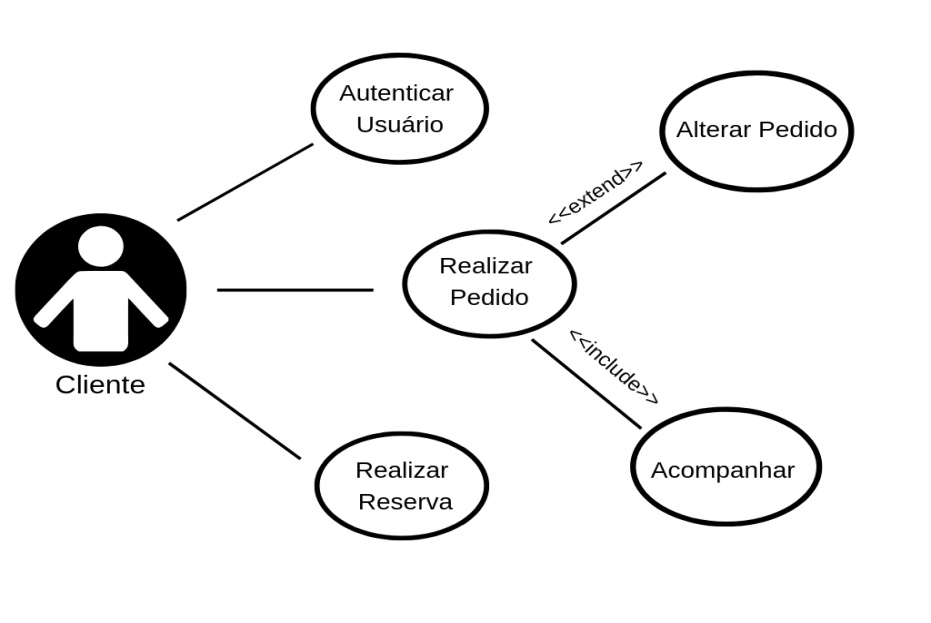 Autenticar
Usuário
Alterar Pedido
<<extend>>
Realizar
Pedido
<<include>>
Cliente
Realizar
Reserva
Acompanhar